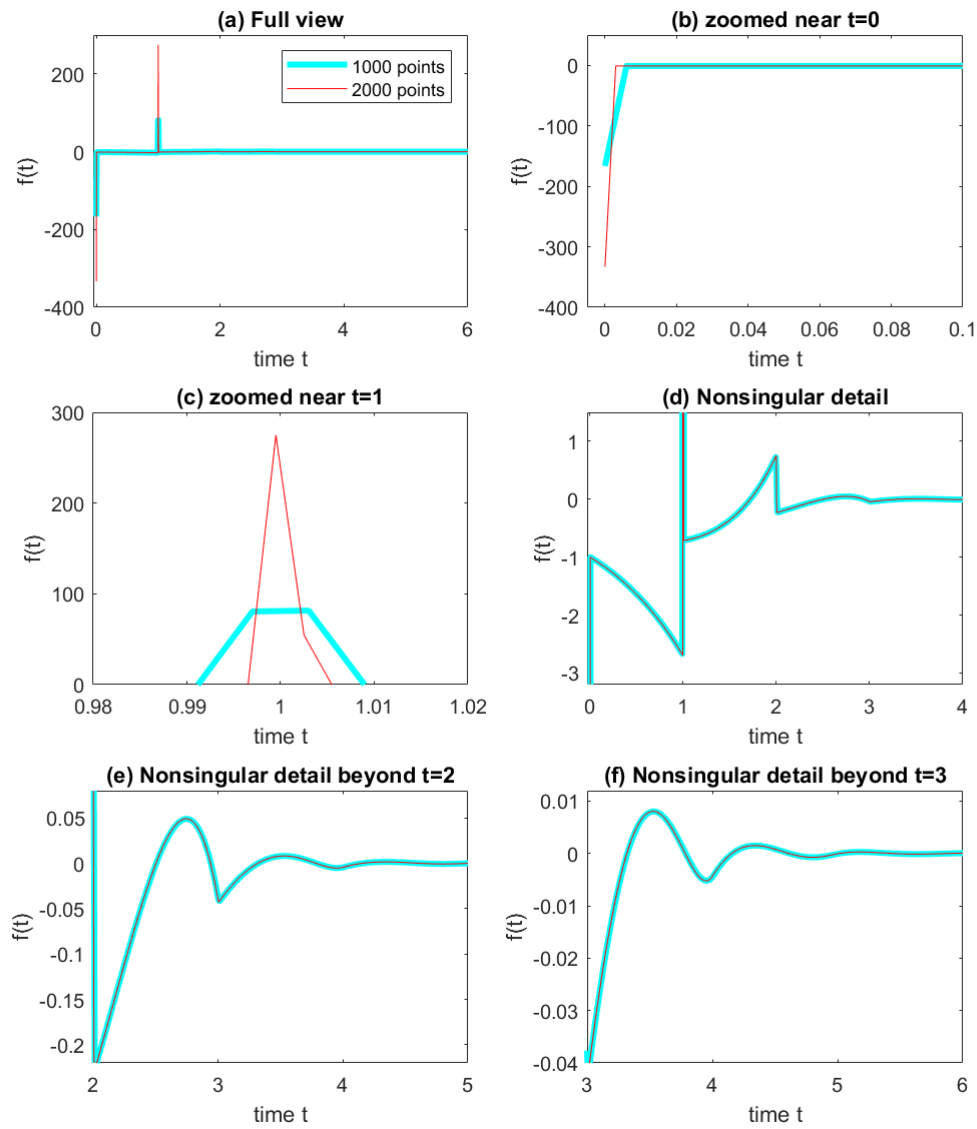 (a) Full view
f(t)
200
0
-200
-400
1000 points
2000 points
0 2 4 6
time t
(b) zoomed near t=0
f(t)
0
-100
-200
-300
-400
0 0.02 0.04 0.06 0.08 0.1
time t
(c) zoomed near t=1
f(t)
300
200
100
0
0.98 0.99 1 1.01 1.02
time t
(d) Nonsingular detail
f(t)
1
0
-1
-2
-3
0 1 2 3 4
time t
(e) Nonsingular detail beyond t=2
f(t)
0.05
0
-0.05
-0.1
-0.15
-0.2
2 3 4 5
time t
(f) Nonsingular detail beyond t=3
f(t)
0.01
0
-0.01
-0.02
-0.03
-0.04
3 4 5 6
time t